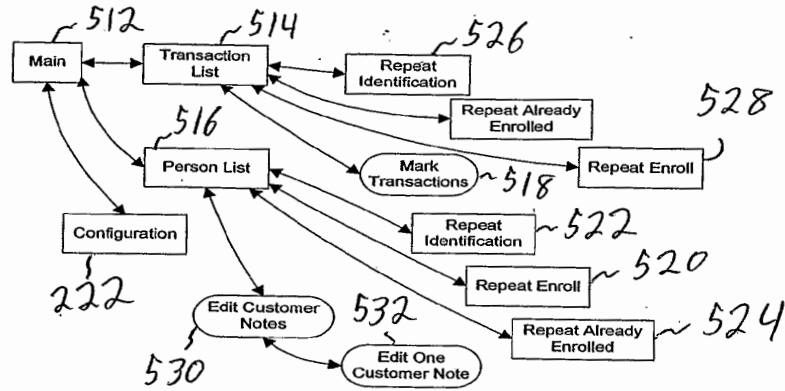 512
514
526
Main
Transaction
List
Repeat
Identification
Repeat Already
Enrolled
528
516
Person List
Mark
Transactions
518
Repeat Enroll
Configuration
222
Repeat
Identification
522
Repeat Enroll
520
Edit Customer
Notes
530
532
Repeat Already
Enrolled
524
Edit One
Customer Note